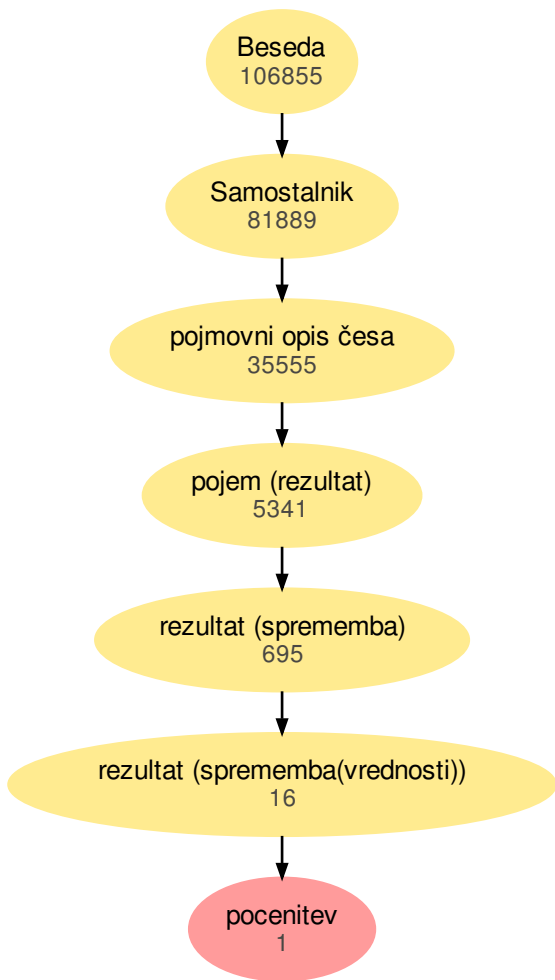 Beseda
106855
Samostalnik
81889
pojmovni opis česa
35555
pojem (rezultat)
5341
rezultat (sprememba)
695
rezultat (sprememba(vrednosti))
16
pocenitev
1